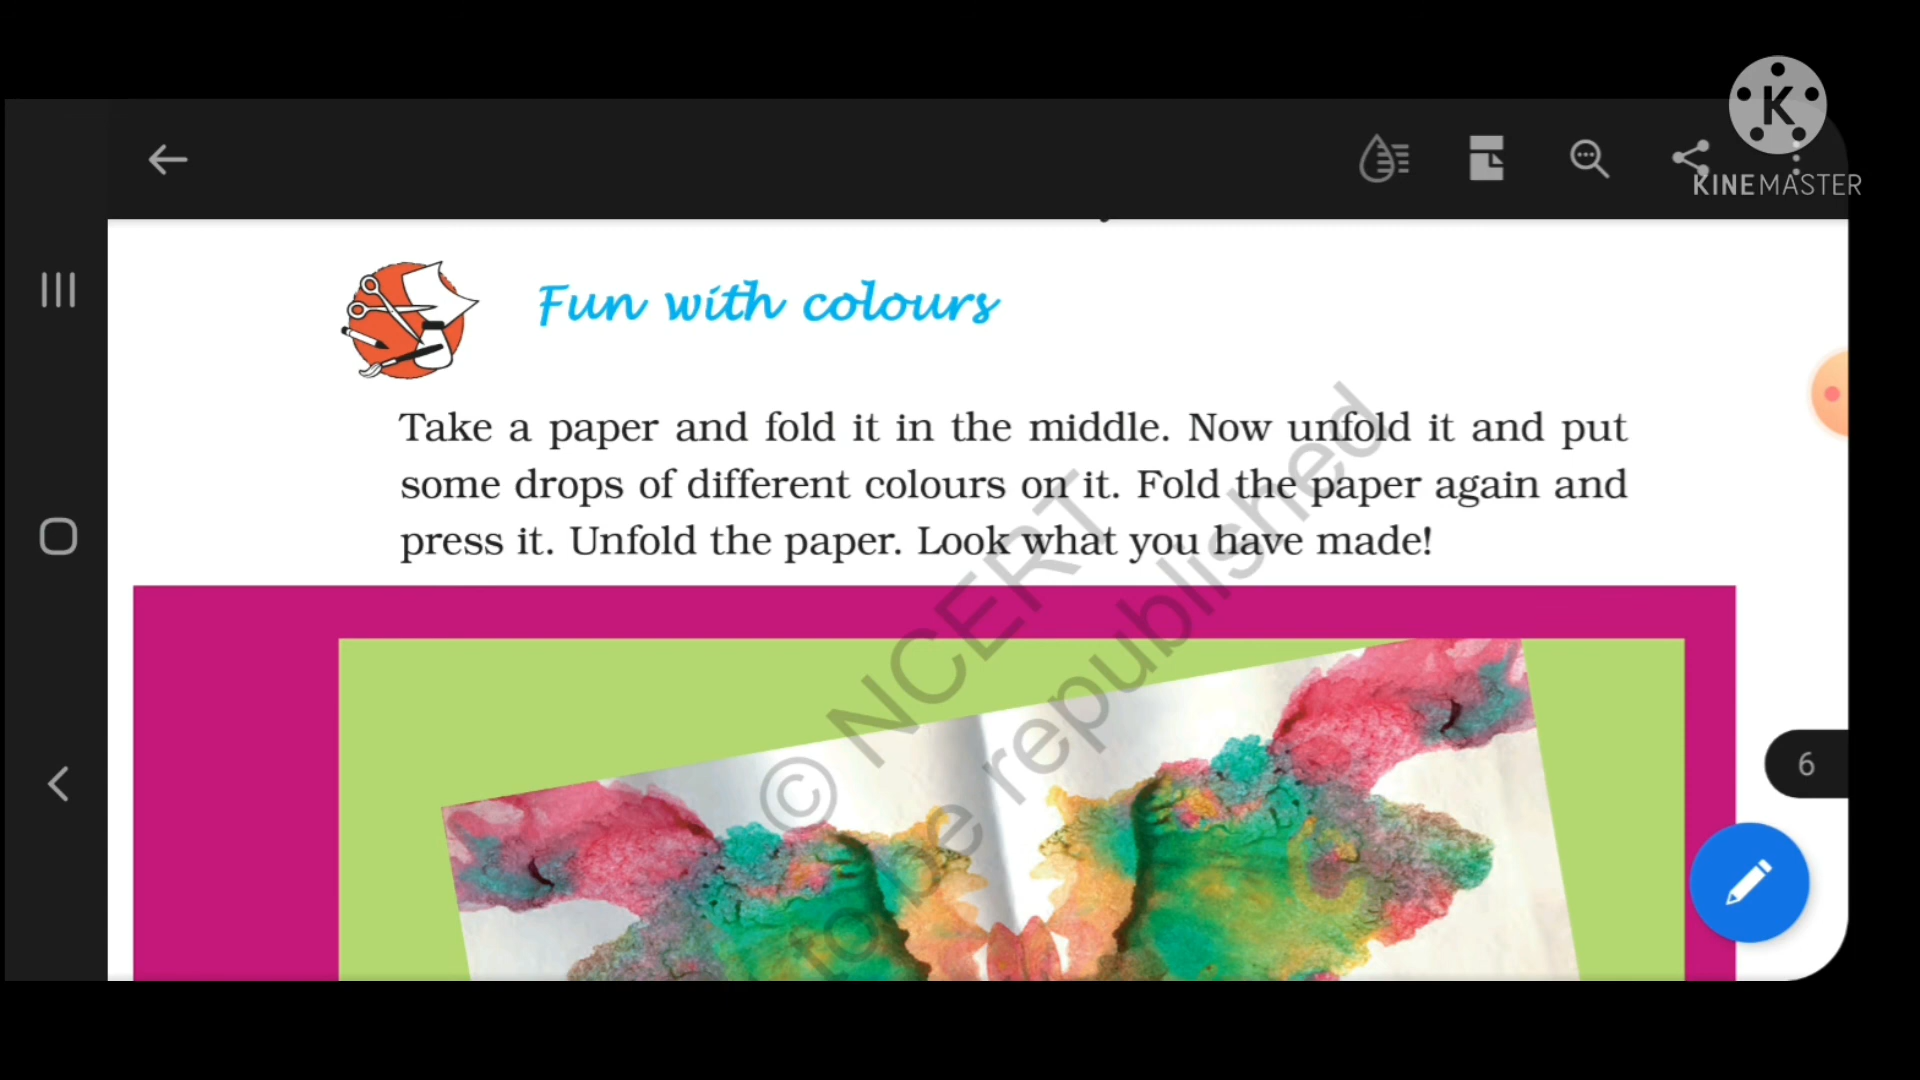 K
KINEMASTER
Fun with colours
Take a paper and fold it in the middle. Now unfold it and put
some drops of different colours on it. Fold the paper again and
press it. Unfold the paper. Look what you have made!
© NCERT
to be republished
6